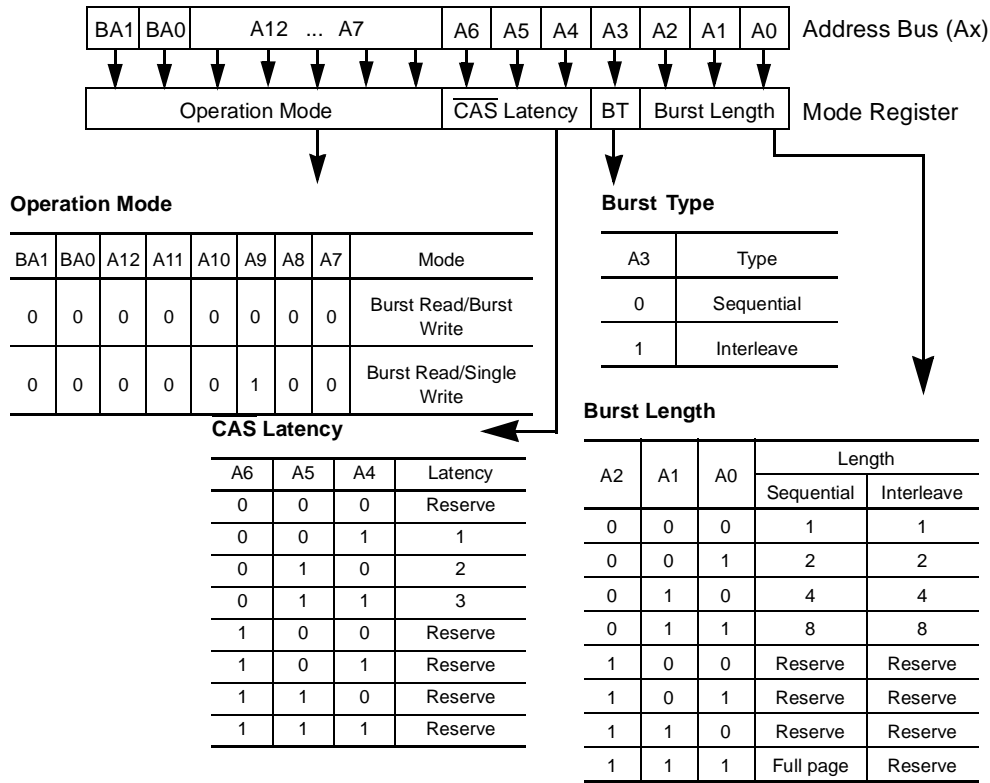 BA1 BA0 A12 ... A7 A6 A5 A4 A3 A2 A1 A0 Address Bus (Ax)
Operation Mode CAS Latency BT Burst Length Mode Register
Operation Mode
BA1 BA0 A12 A11 A10 A9 A8 A7 Mode
0 0 0 0 0 0 0 0 Burst Read/Burst
Write
0 0 0 0 0 1 0 0 Burst Read/Single
Write
Burst Type
A3 Type
0 Sequential
1 Interleave
CAS Latency
A6 A5 A4 Latency
0 0 0 Reserve
0 0 1 1
0 1 0 2
0 1 1 3
1 0 0 Reserve
1 0 1 Reserve
1 1 0 Reserve
1 1 1 Reserve
Burst Length
A2 A1 A0 Length
Sequential Interleave
0 0 0 1 1
0 0 1 2 2
0 1 0 4 4
0 1 1 8 8
1 0 0 Reserve Reserve
1 0 1 Reserve Reserve
1 1 0 Reserve Reserve
1 1 1 Full page Reserve